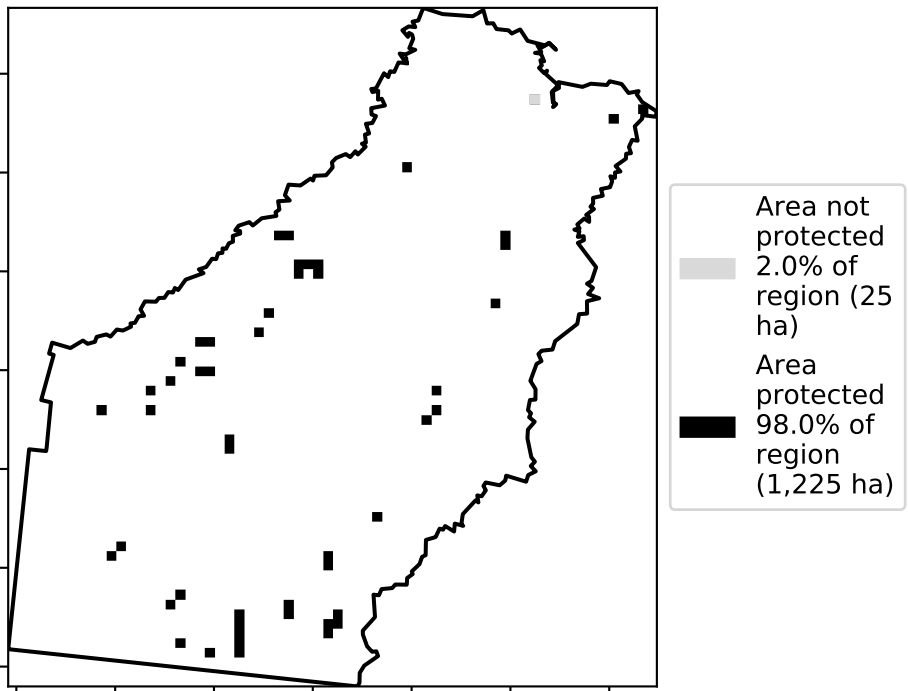 Area not
protected
2.0% of
region (25
ha)
Area
protected
98.0% of
region
(1,225 ha)